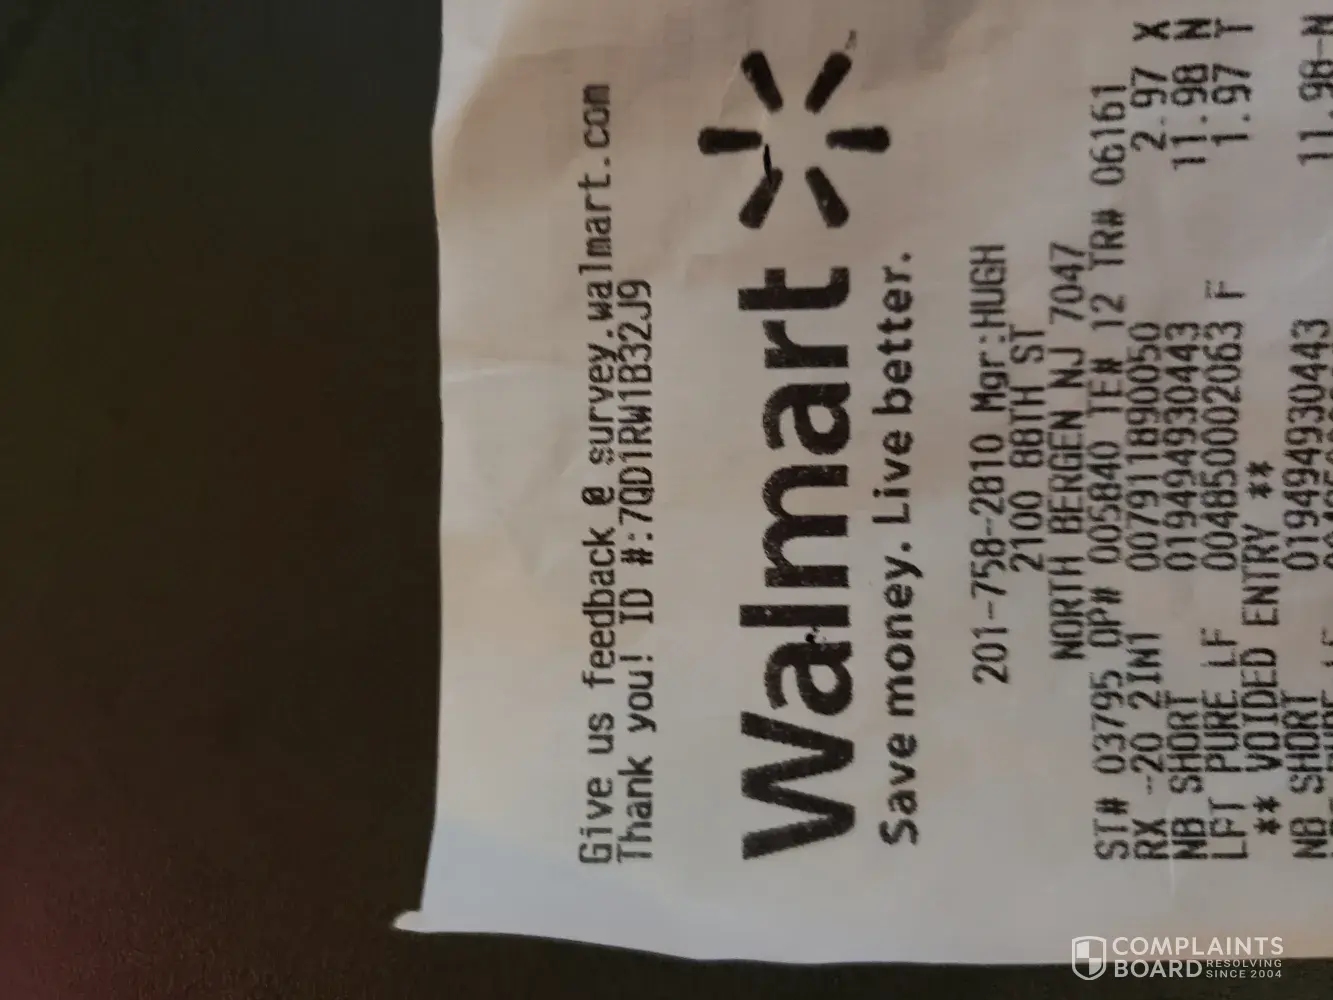 Give us feedback @ survey.walmart.com
Thank you! ID #:7QD1RW1B32J9
Walmart
Save money. Live better.
201-758-2810 Mgr:HUGH
2100 88TH ST
NORTH BERGEN NJ 7047
ST# 03795 OP# 005840 TE# 12 TR# 06161
RX -20 2IN1 007911890050 2.97 X
NB SHORT 019494930443 11.98 N
LFT PURE LF 004850002063 F 1.97 T
** VOIDED ENTRY **
NB SHORT 019494930443 11.98-N
COMPLAINTS
BOARD RESOLVING
SINCE 2004